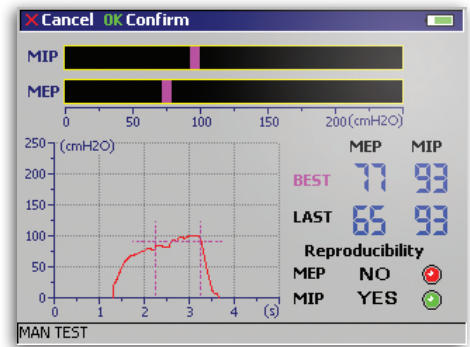 X Cancel OK Confirm
MIP
MEP
0 50 100 150 200(cmH2O)
250 (cmH2O)
200
150
100
50
0
0 1 2 3 4 (s)
MEP MIP
BEST 77 93
LAST 65 93
Reproducibility
MEP NO
MIP YES
MAN TEST